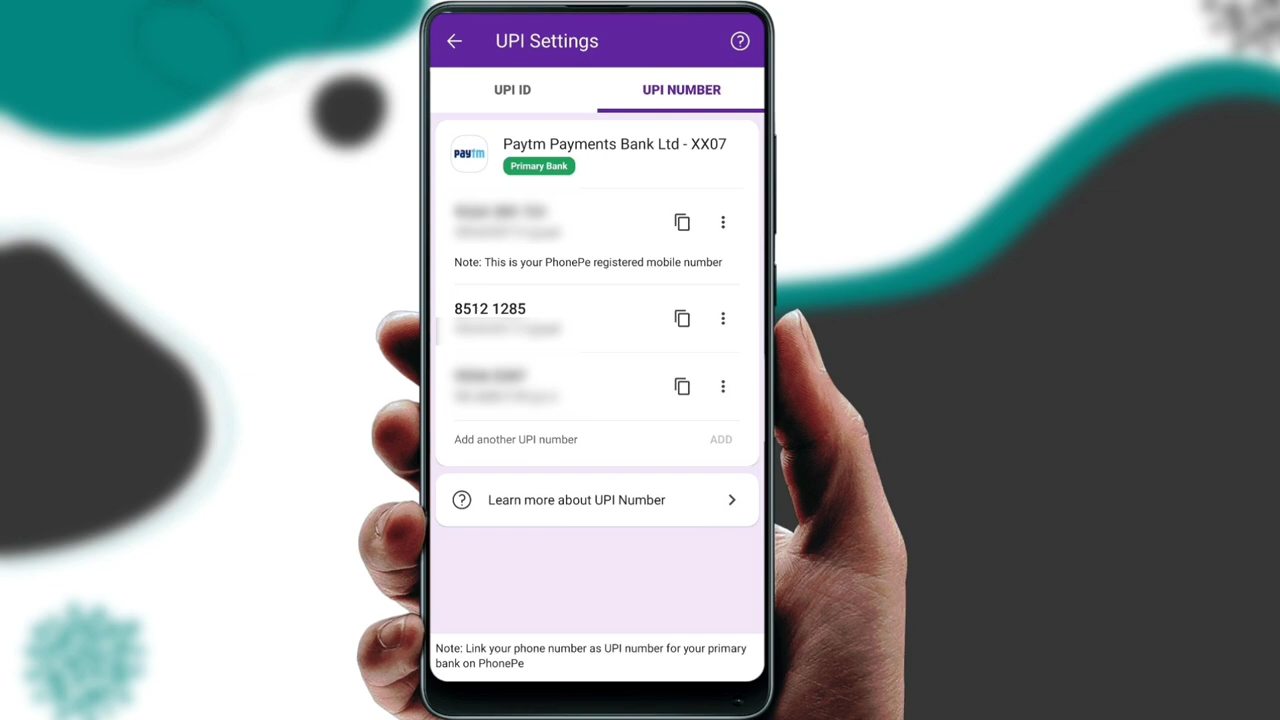 UPI Settings
UPI ID
UPI NUMBER
paytm
Paytm Payments Bank Ltd - XX07
Primary Bank
Note: This is your PhonePe registered mobile number
8512 1285
Add another UPI number
ADD
Learn more about UPI Number
Note: Link your phone number as UPI number for your primary
bank on PhonePe